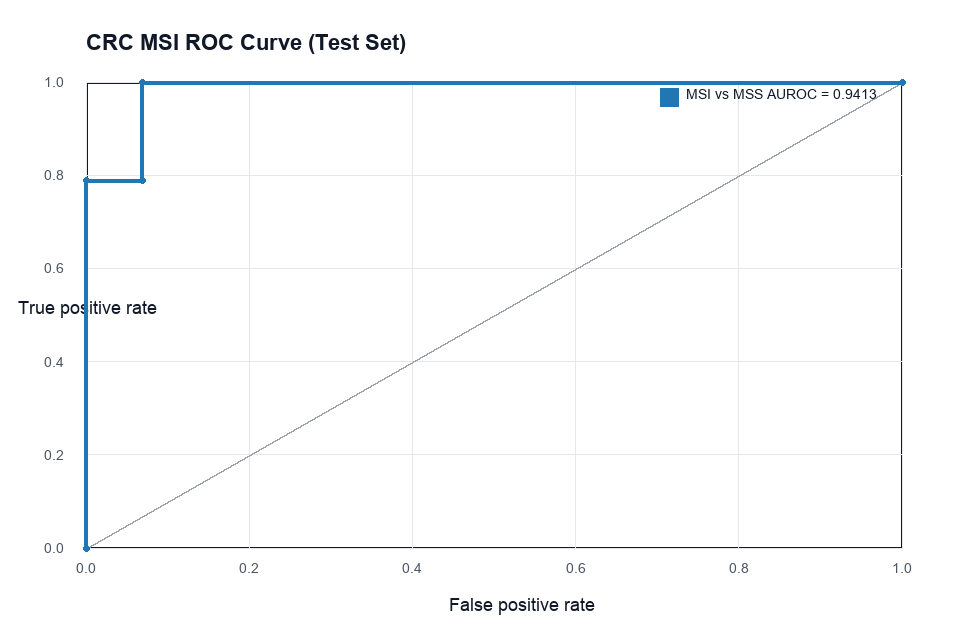 CRC MSI ROC Curve (Test Set)
1.0
MSI vs MSS AUROC = 0.9413
0.8
0.6
True positive rate
0.4
0.2
0.0
0.0 0.2 0.4 0.6 0.8 1.0
False positive rate